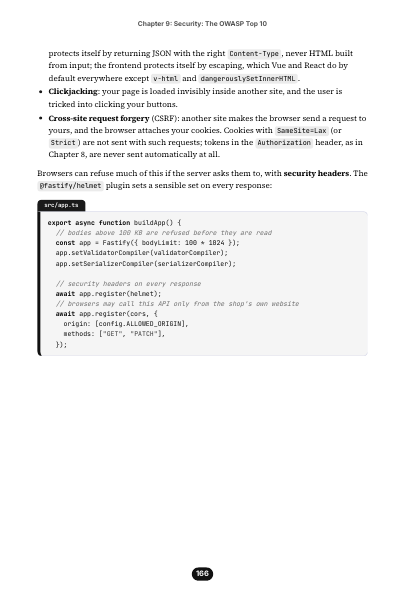 Chapter 9: Security: The OWASP Top 10
protects itself by returning JSON with the right Content-Type, never HTML built
from input; the frontend protects itself by escaping, which Vue and React do by
default everywhere except v-html and dangerouslySetInnerHTML.
• Clickjacking: your page is loaded invisibly inside another site, and the user is
tricked into clicking your buttons.
• Cross-site request forgery (CSRF): another site makes the browser send a request to
yours, and the browser attaches your cookies. Cookies with SameSite=Lax (or
Strict) are not sent with such requests; tokens in the Authorization header, as in
Chapter 8, are never sent automatically at all.
Browsers can refuse much of this if the server asks them to, with security headers. The
@fastify/helmet plugin sets a sensible set on every response:
src/app.ts
export async function buildApp() {
  // bodies above 100 KB are refused before they are read
  const app = Fastify({ bodyLimit: 100 * 1024 });
  app.setValidatorCompiler(validatorCompiler);
  app.setSerializerCompiler(serializerCompiler);
  // security headers on every response
  await app.register(helmet);
  // browsers may call this API only from the shop's own website
  await app.register(cors, {
    origin: [config.ALLOWED_ORIGIN],
    methods: ["GET", "PATCH"],
  });
166